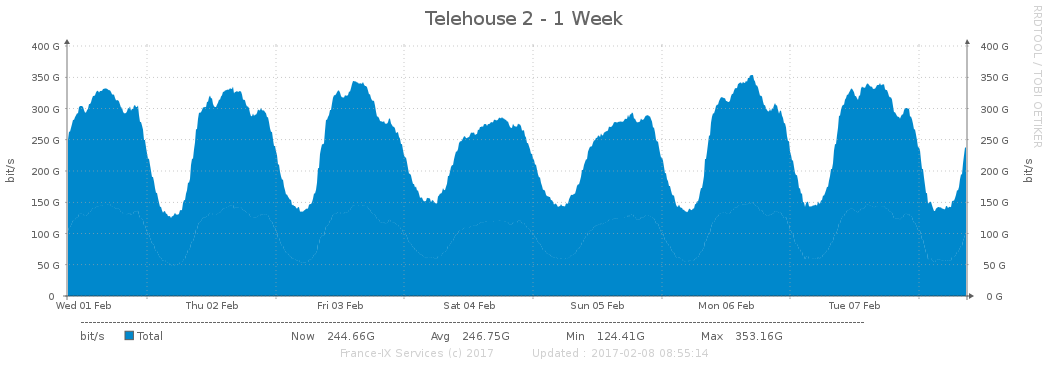 Telehouse 2 - 1 Week
RRDTOOL / TOBI OETIKER
400 G 400 G
350 G 350 G
300 G 300 G
250 G 250 G
200 G 200 G
150 G 150 G
100 G 100 G
50 G 50 G
0 0 G
bit/s
bit/s
Wed 01 Feb Thu 02 Feb Fri 03 Feb Sat 04 Feb Sun 05 Feb Mon 06 Feb Tue 07 Feb
bit/s Total Now 244.66G Avg 246.75G Min 124.41G Max 353.16G
France-IX Services (c) 2017 Updated : 2017-02-08 08:55:14